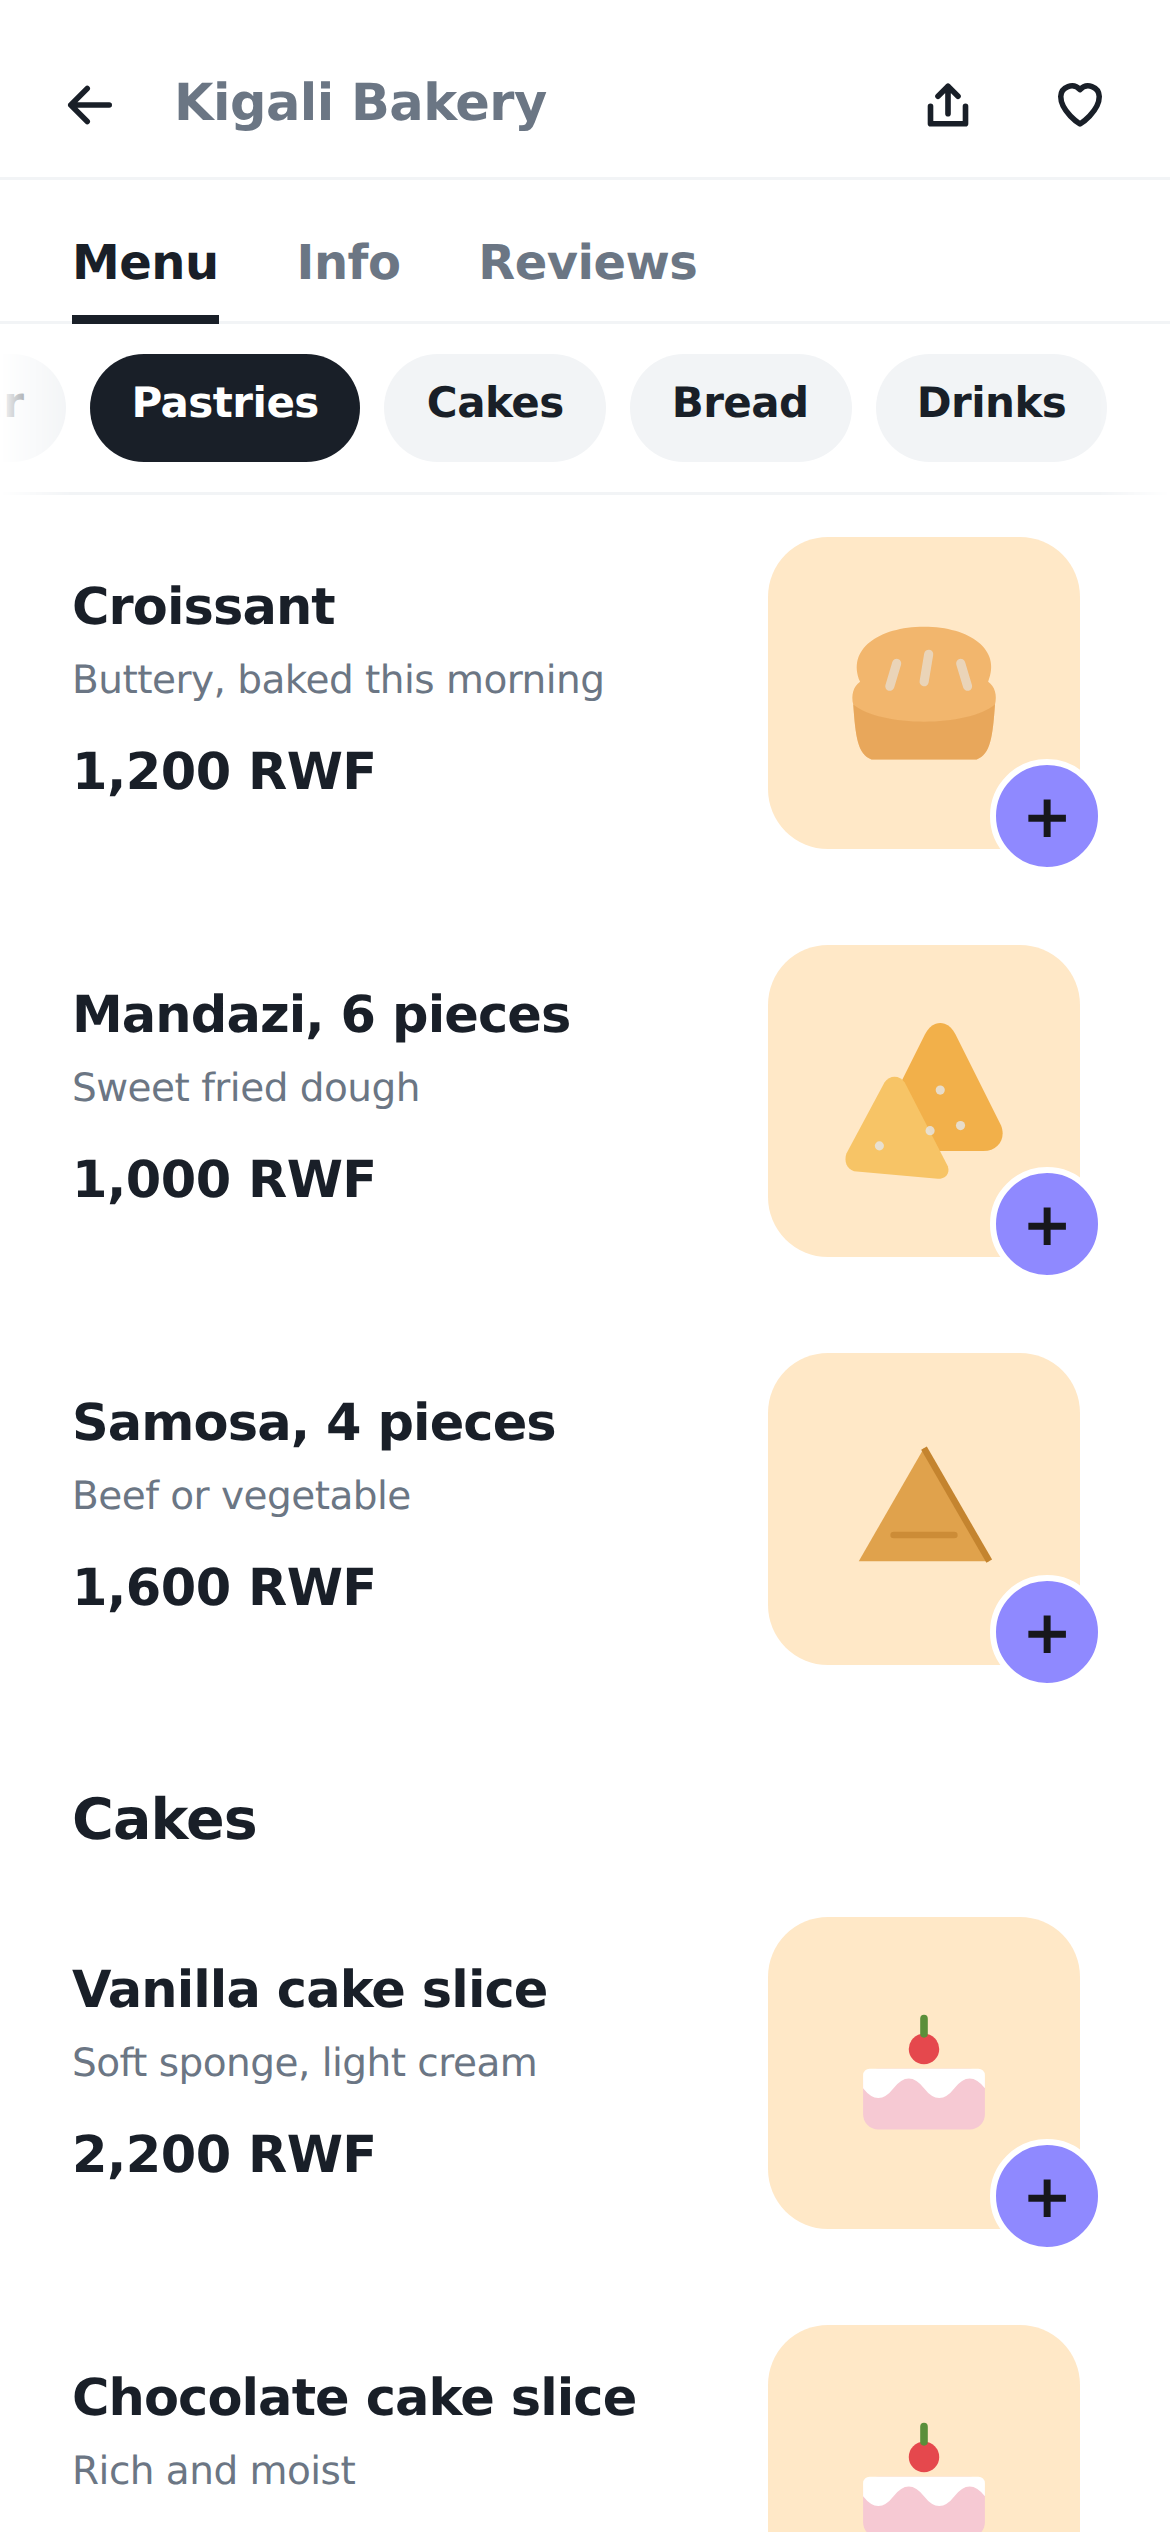 Kigali Bakery
Menu Info Reviews
r Pastries Cakes Bread Drinks
Croissant
Buttery, baked this morning
1,200 RWF
Mandazi, 6 pieces
Sweet fried dough
1,000 RWF
Samosa, 4 pieces
Beef or vegetable
1,600 RWF
Cakes
Vanilla cake slice
Soft sponge, light cream
2,200 RWF
Chocolate cake slice
Rich and moist